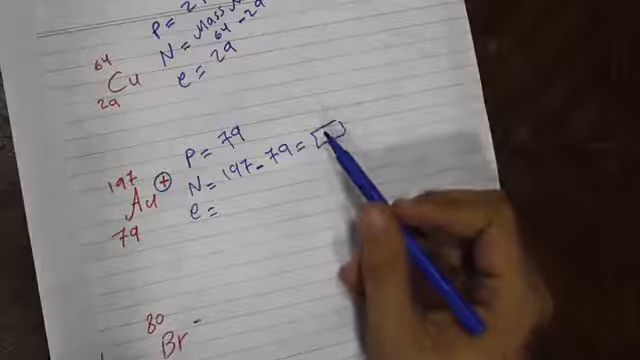 P = 2
N = Mass
64 - 29
e = 29
64
Cu
29
P = 79
197 +
Au
79
N = 197 - 79 =
e =
80 -
Br